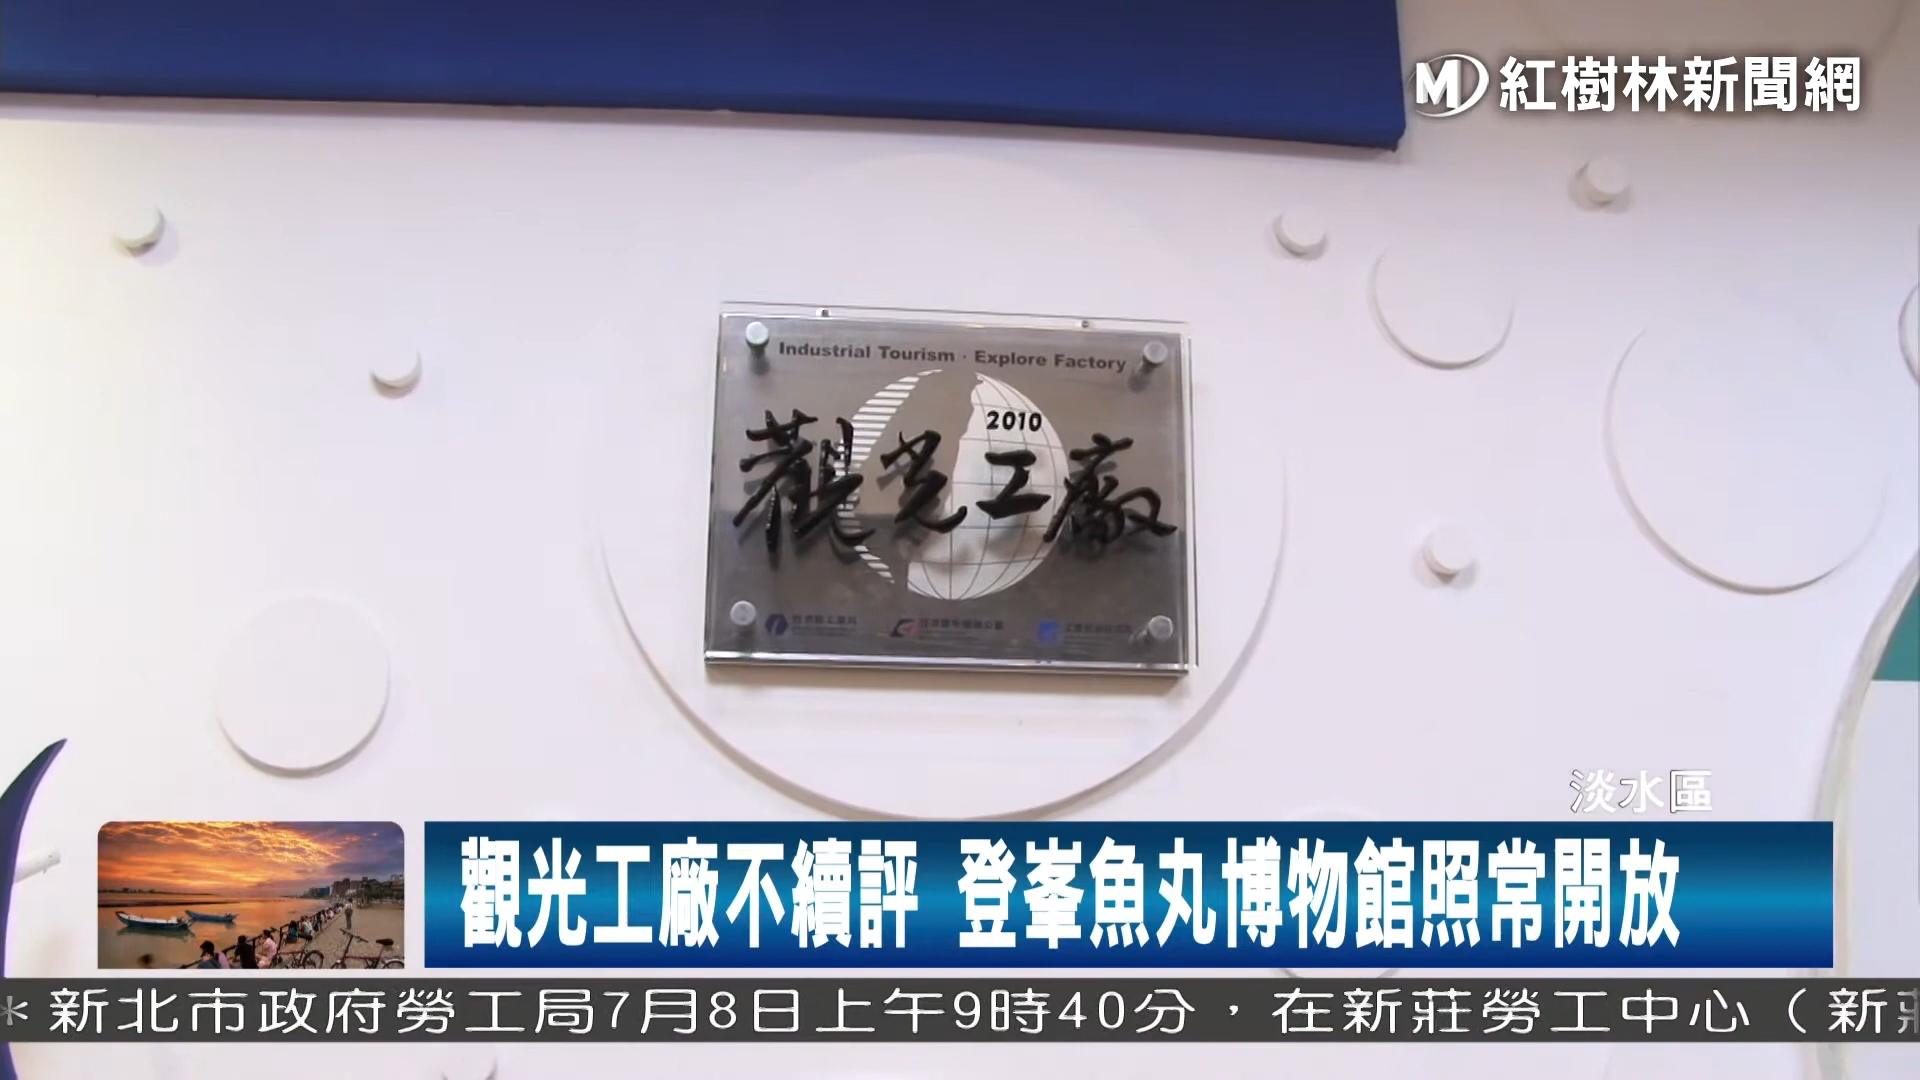 紅樹林新聞網
Industrial Tourism · Explore Factory
2010
觀光工廠
淡水區
觀光工廠不續評 登峯魚丸博物館照常開放
* 新北市政府勞工局7月8日上午9時40分，在新莊勞工中心（新莊